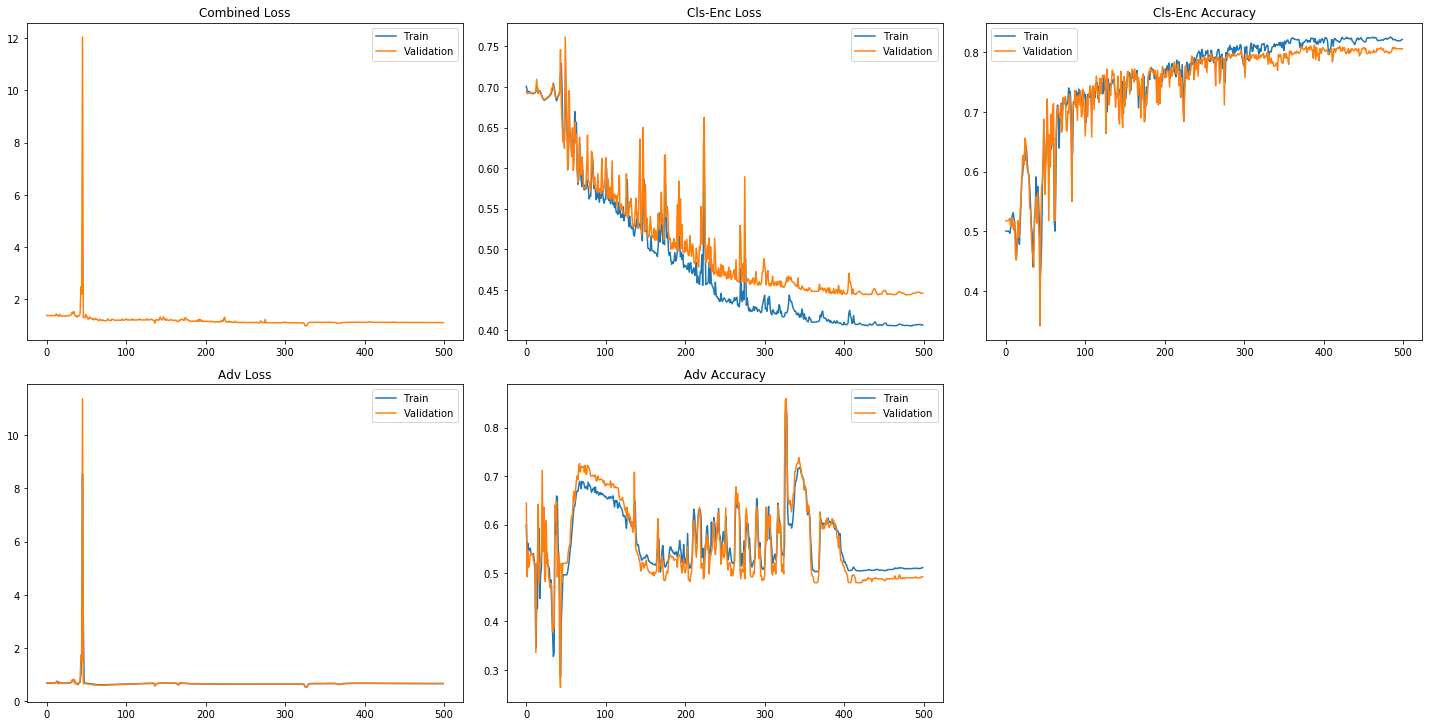 Combined Loss
Train
Validation
12
10
8
6
4
2
0 100 200 300 400 500
Cls-Enc Loss
Train
Validation
0.75
0.70
0.65
0.60
0.55
0.50
0.45
0.40
0 100 200 300 400 500
Cls-Enc Accuracy
Train
Validation
0.8
0.7
0.6
0.5
0.4
0 100 200 300 400 500
Adv Loss
Train
Validation
10
8
6
4
2
0
0 100 200 300 400 500
Adv Accuracy
Train
Validation
0.8
0.7
0.6
0.5
0.4
0.3
0 100 200 300 400 500